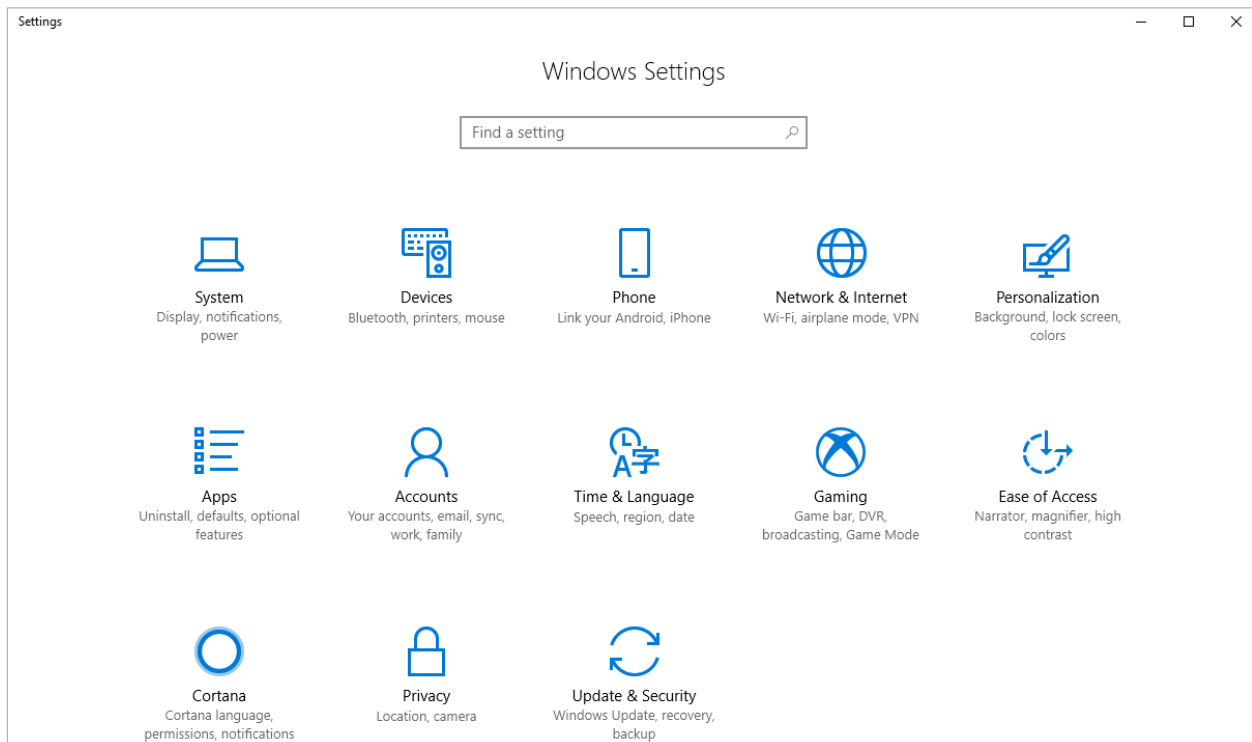 Settings
Windows Settings
Find a setting
System
Display, notifications,
power
Devices
Bluetooth, printers, mouse
Phone
Link your Android, iPhone
Network & Internet
Wi-Fi, airplane mode, VPN
Personalization
Background, lock screen,
colors
Apps
Uninstall, defaults, optional
features
Accounts
Your accounts, email, sync,
work, family
Time & Language
Speech, region, date
Gaming
Game bar, DVR,
broadcasting, Game Mode
Ease of Access
Narrator, magnifier, high
contrast
Cortana
Cortana language,
permissions, notifications
Privacy
Location, camera
Update & Security
Windows Update, recovery,
backup